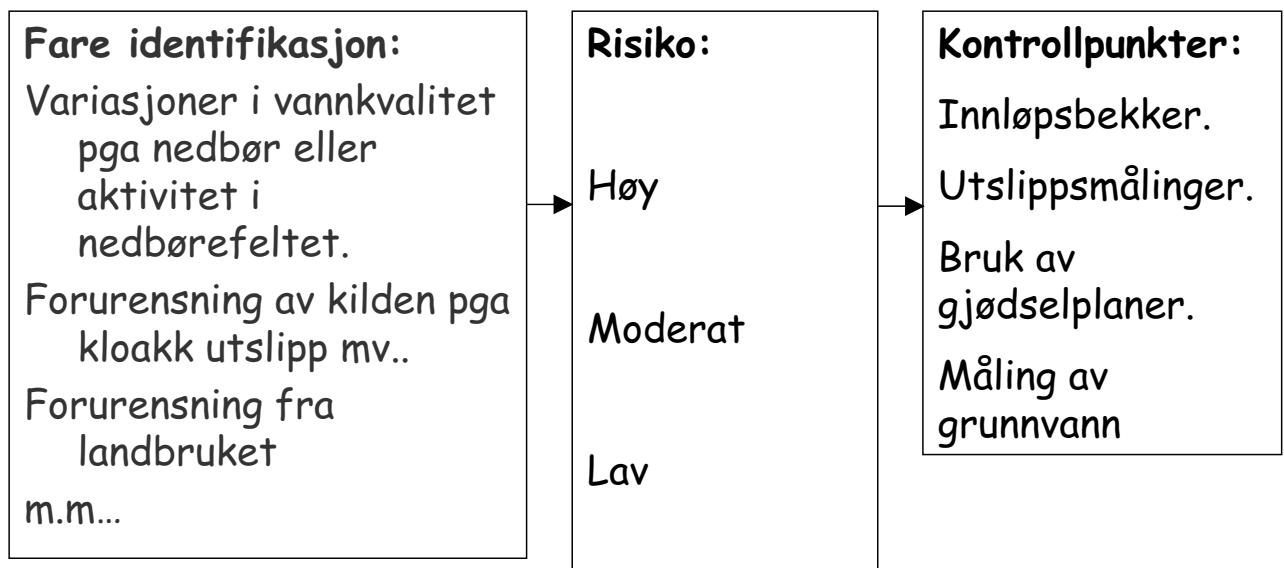 Fare identifikasjon:
Variasjoner i vannkvalitet
pga nedbør eller
aktivitet i
nedbørefeltet.
Forurensning av kilden pga
kloakk utslipp mv..
Forurensning fra
landbruket
m.m…
Risiko:
Høy
Moderat
Lav
Kontrollpunkter:
Innløpsbekker.
Utslippsmålinger.
Bruk av
gjødselplaner.
Måling av
grunnvann